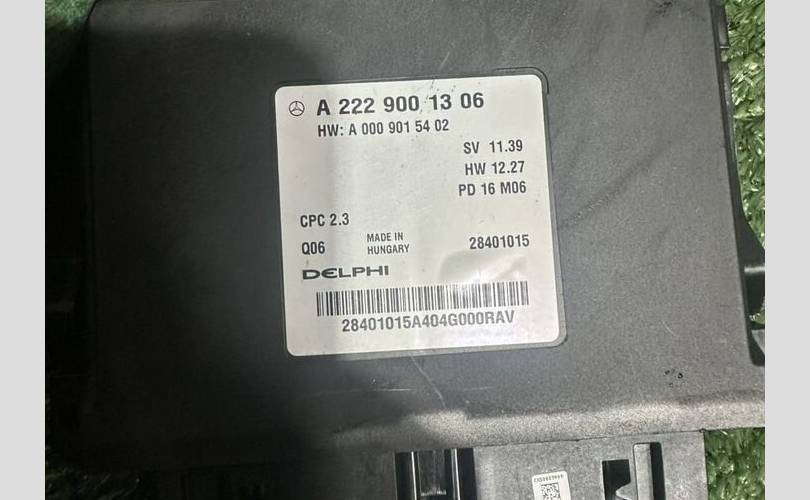 A 222 900 13 06
HW: A 000 901 54 02
SV 11.39
HW 12.27
PD 16 M06
CPC 2.3
Q06 MADE IN HUNGARY 28401015
DELPHI
28401015A404G000RAV